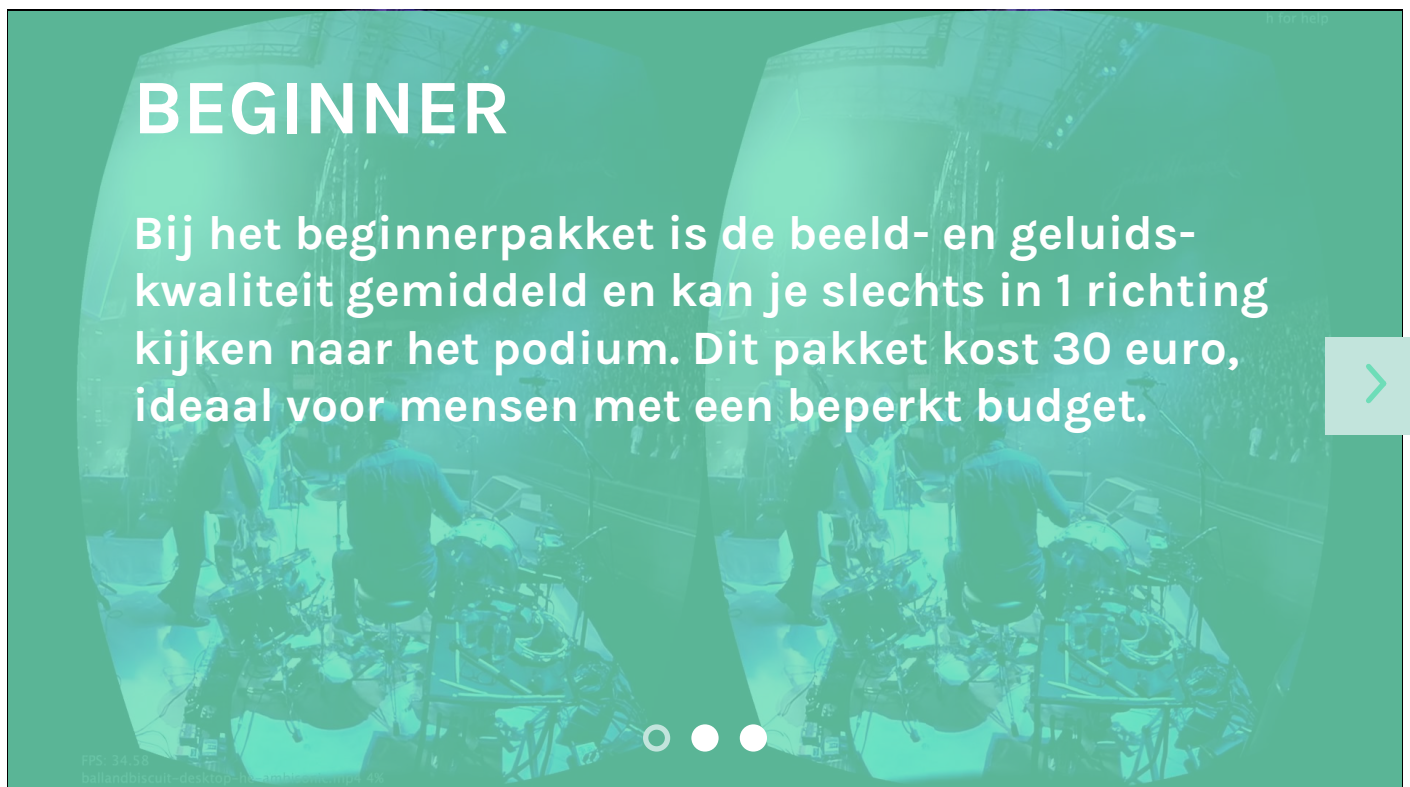 h for help
BEGINNER
Bij het beginnerpakket is de beeld- en geluids-
kwaliteit gemiddeld en kan je slechts in 1 richting
kijken naar het podium. Dit pakket kost 30 euro,
ideaal voor mensen met een beperkt budget.
FPS: 34.58
4%